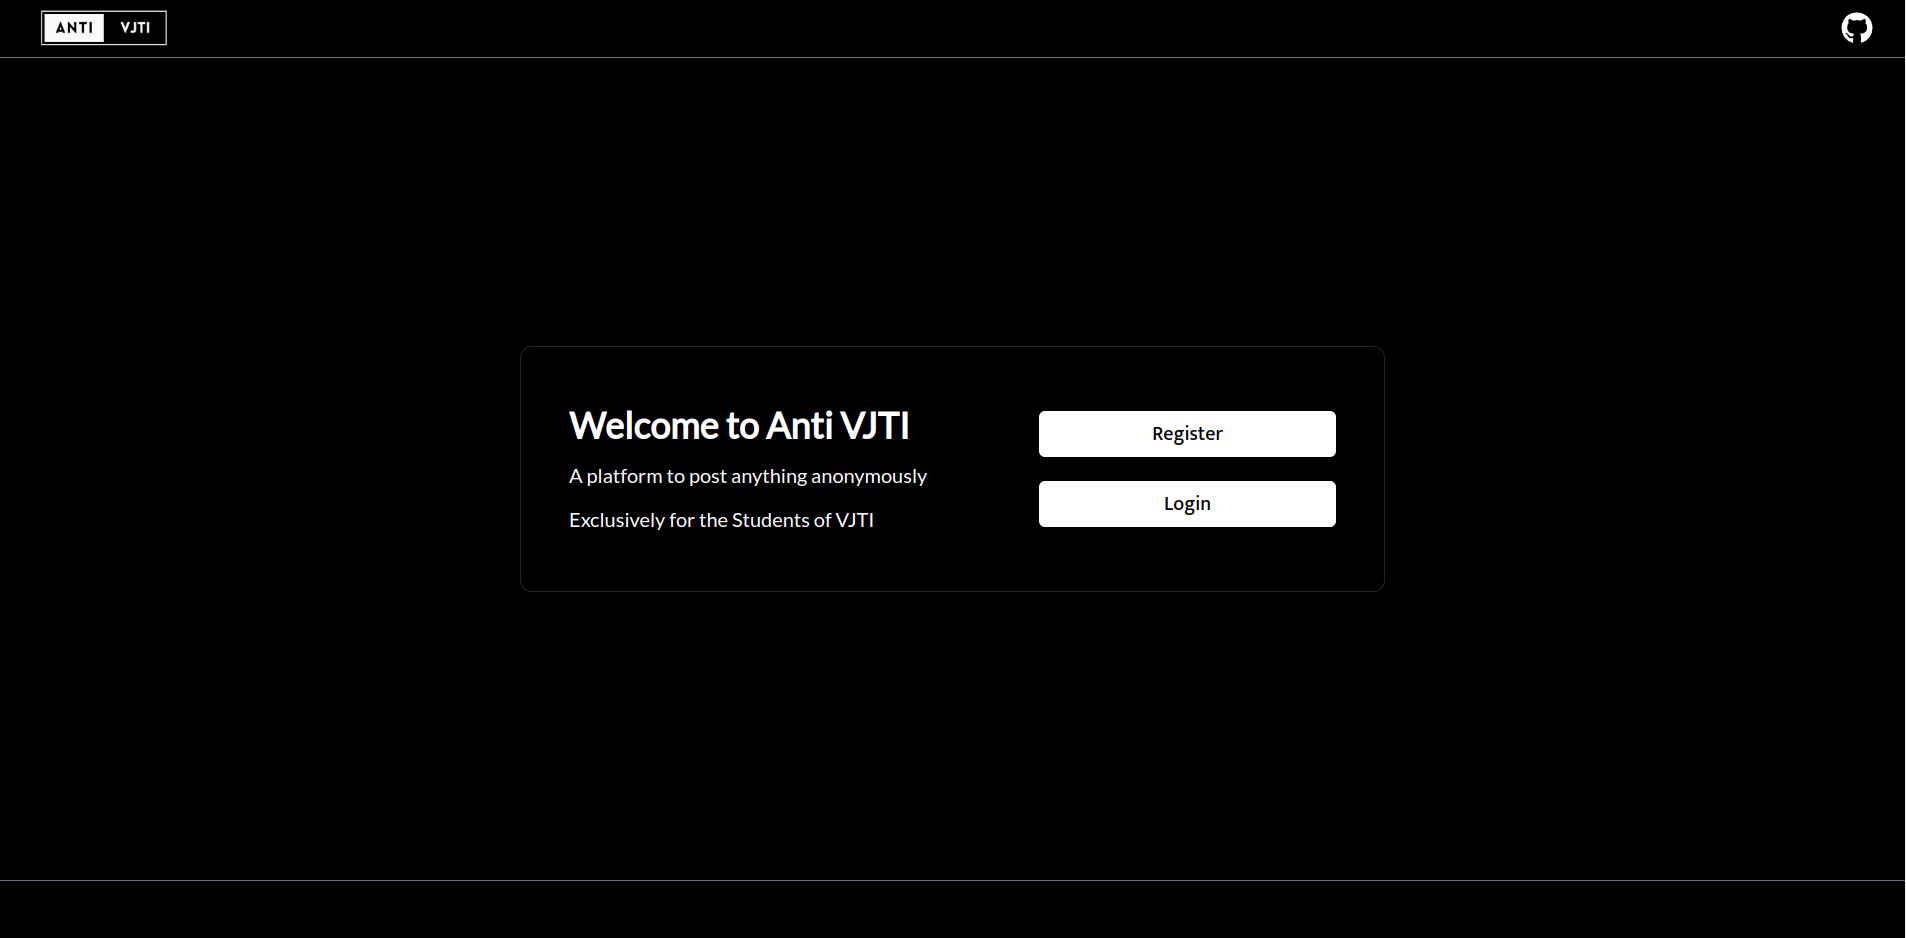 ANTI VJTI
Welcome to Anti VJTI
A platform to post anything anonymously
Exclusively for the Students of VJTI
Register
Login